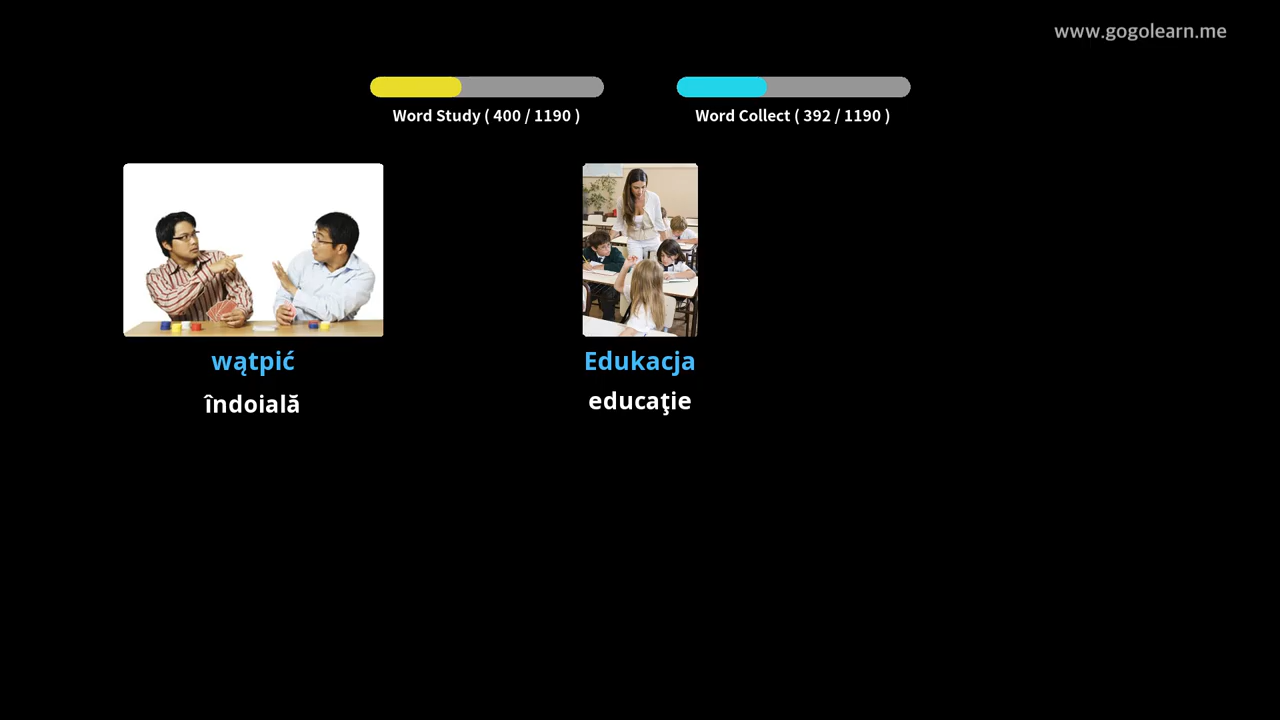 www.gogolearn.me
Word Study ( 400 / 1190 )
Word Collect ( 392 / 1190 )
wątpić
îndoială
Edukacja
educaţie